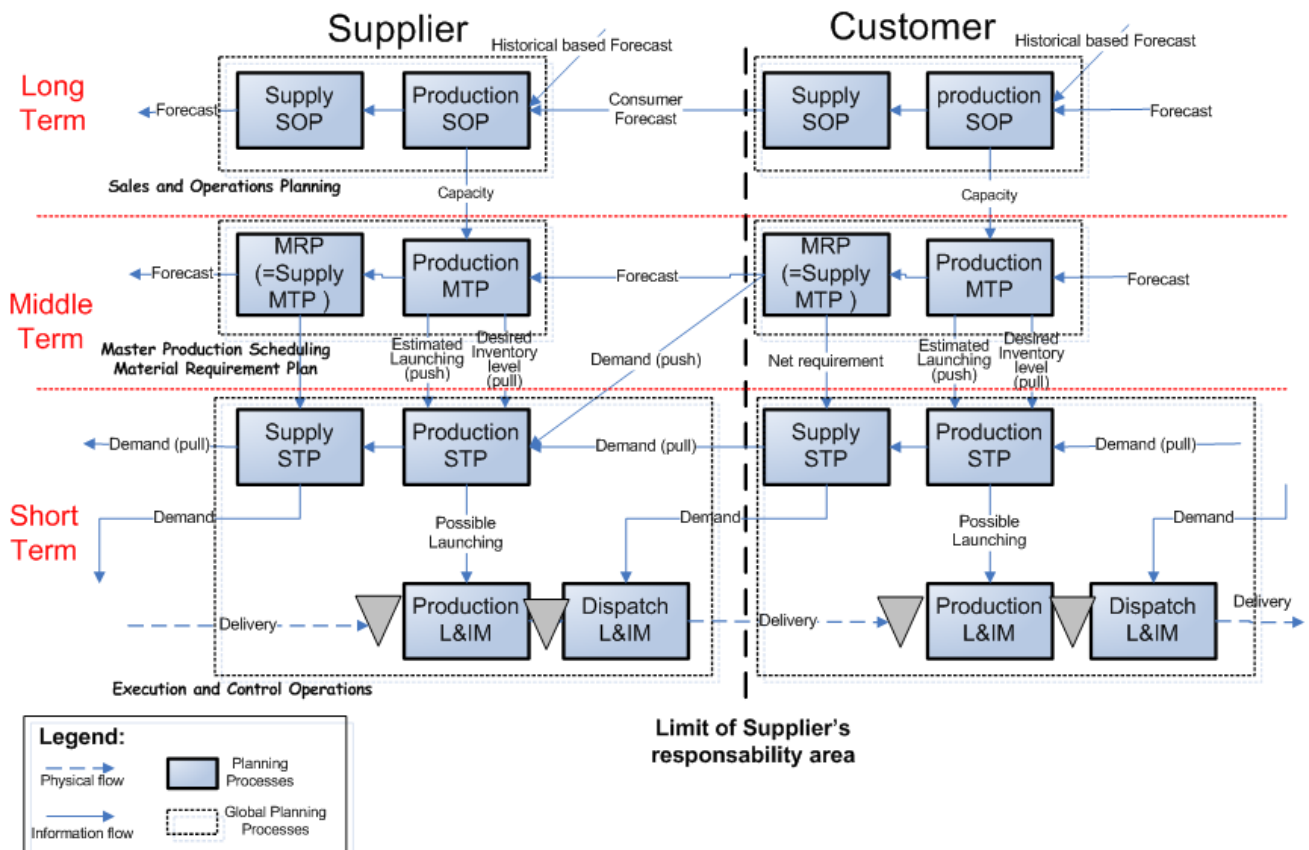 Supplier
Customer
Historical based Forecast
Historical based Forecast
Long
Term
Forecast
Supply
SOP
Production
SOP
Consumer
Forecast
Supply
SOP
production
SOP
Forecast
Sales and Operations Planning
Capacity
Capacity
Middle
Term
Forecast
MRP
(=Supply
MTP )
Production
MTP
Forecast
MRP
(=Supply
MTP )
Production
MTP
Forecast
Master Production Scheduling
Material Requirement Plan
Estimated
Launching
(push)
Desired
Inventory
level
(pull)
Demand (push)
Net requirement
Estimated
Launching
(push)
Desired
Inventory
level
(pull)
Short
Term
Demand (pull)
Supply
STP
Production
STP
Demand (pull)
Supply
STP
Production
STP
Demand (pull)
Demand
Possible
Launching
Demand
Possible
Launching
Demand
Delivery
Production
L&IM
Dispatch
L&IM
Delivery
Production
L&IM
Dispatch
L&IM
Delivery
Execution and Control Operations
Limit of Supplier's
responsability area
Legend:
Physical flow
Planning
Processes
Information flow
Global Planning
Processes